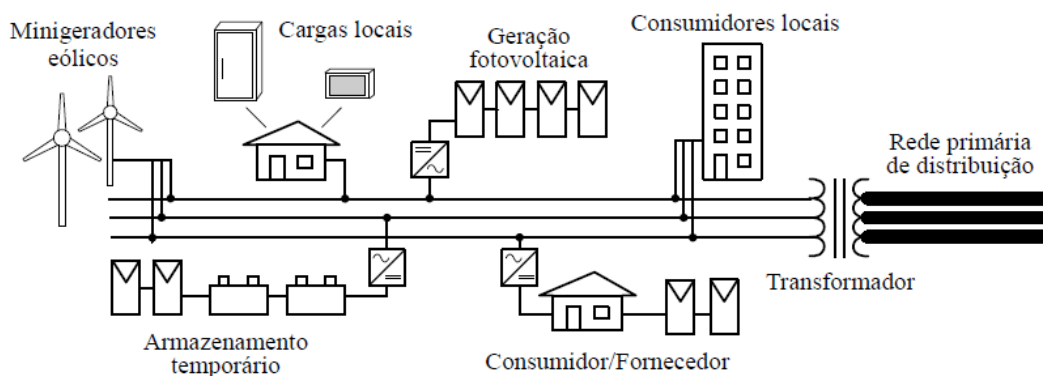 Minigeradores
eólicos
Cargas locais
Geração
fotovoltaica
Consumidores locais
Rede primária
de distribuição
Transformador
Armazenamento
temporário
Consumidor/Fornecedor